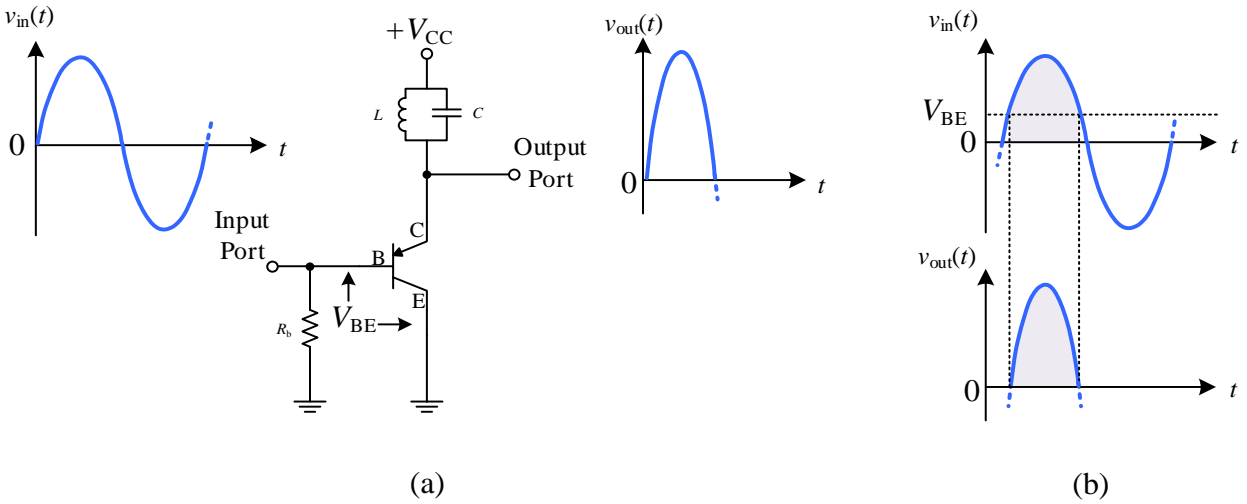 v_in(t)
0
t
+V_CC
L
C
Output
Port
v_out(t)
0
t
Input
Port
C
B
E
V_BE
R_b
(a)
v_in(t)
V_BE
0
t
v_out(t)
0
t
(b)